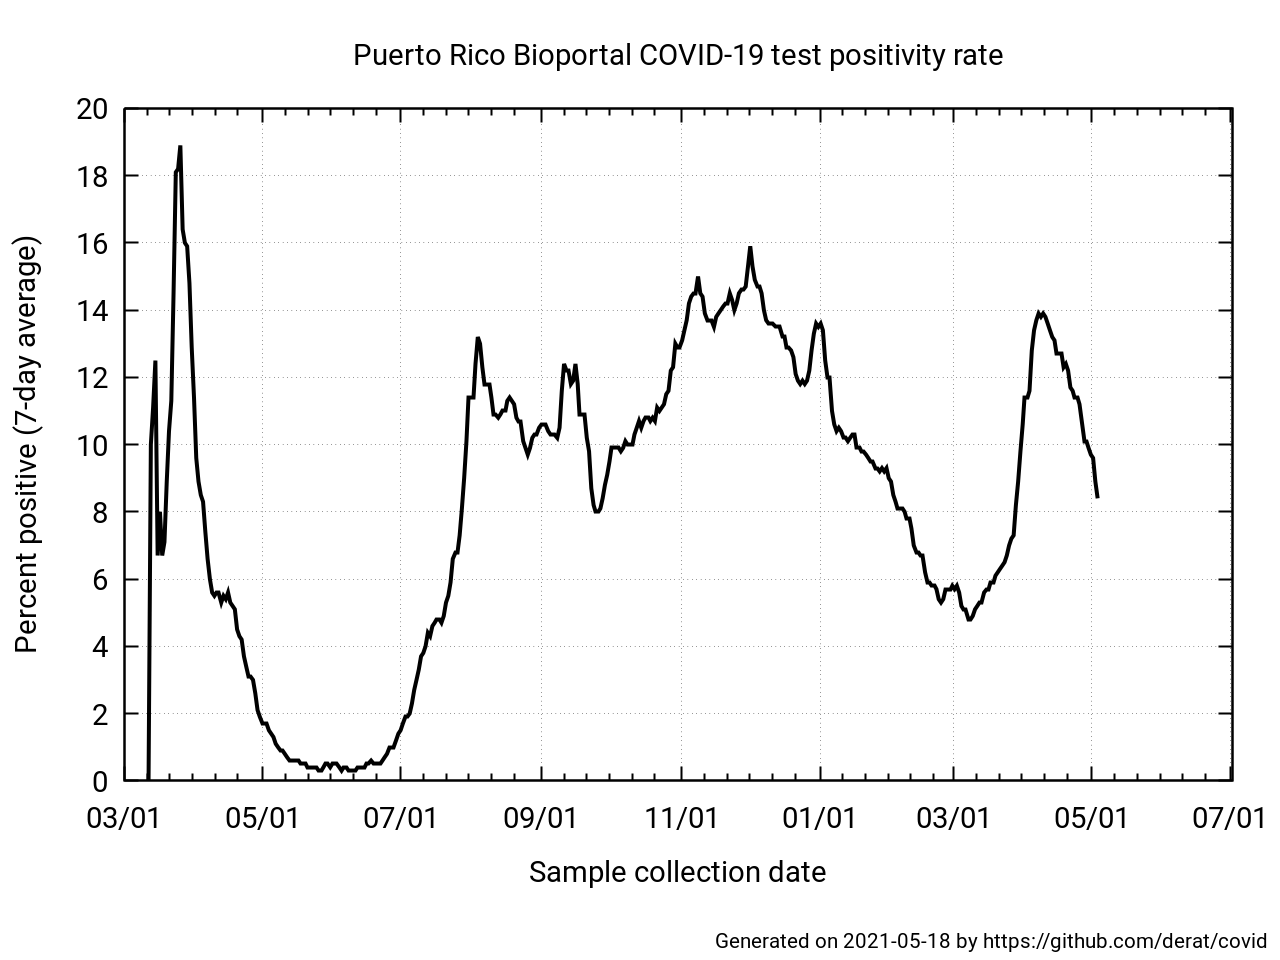 Puerto Rico Bioportal COVID-19 test positivity rate
20
18
16
14
12
10
8
6
4
2
0
Percent positive (7-day average)
03/01 05/01 07/01 09/01 11/01 01/01 03/01 05/01 07/01
Sample collection date
Generated on 2021-05-18 by https://github.com/derat/covid